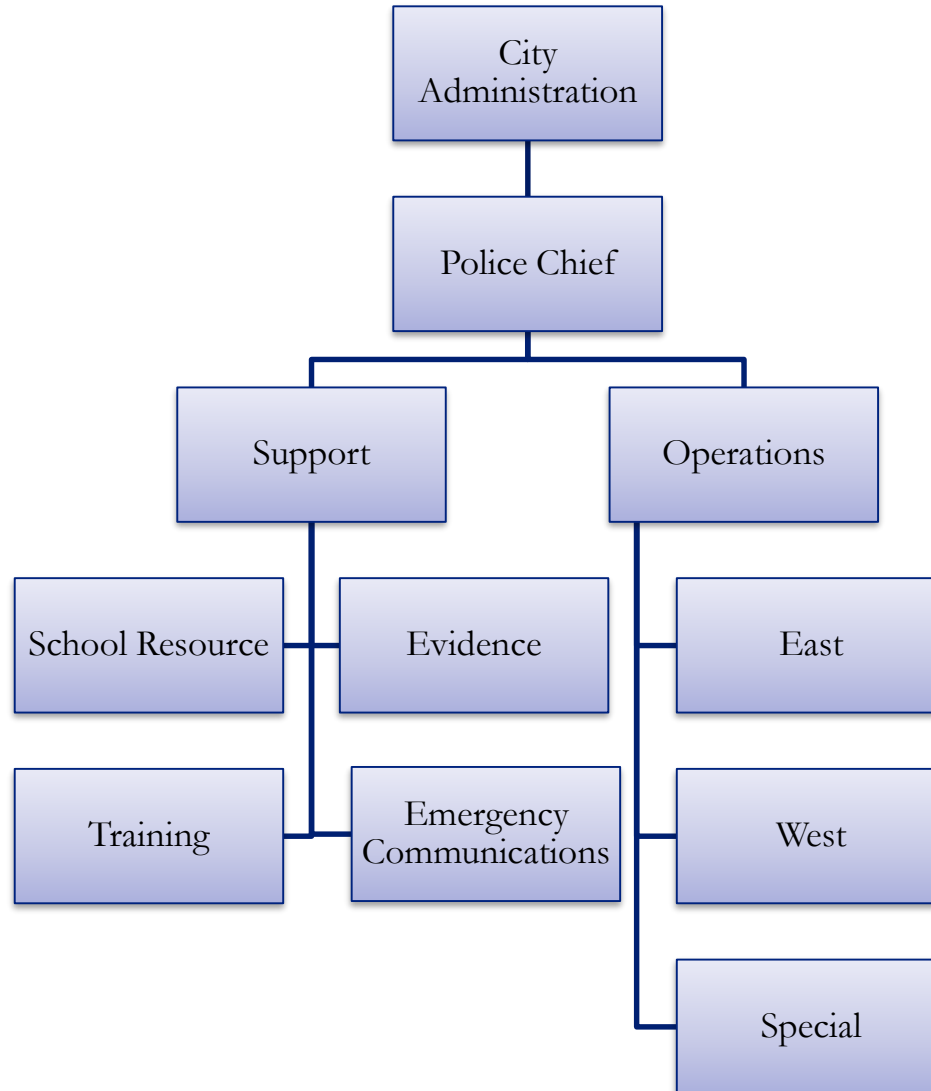 City
Administration
Police Chief
Support
Operations
School Resource
Evidence
East
Training
Emergency
Communications
West
Special